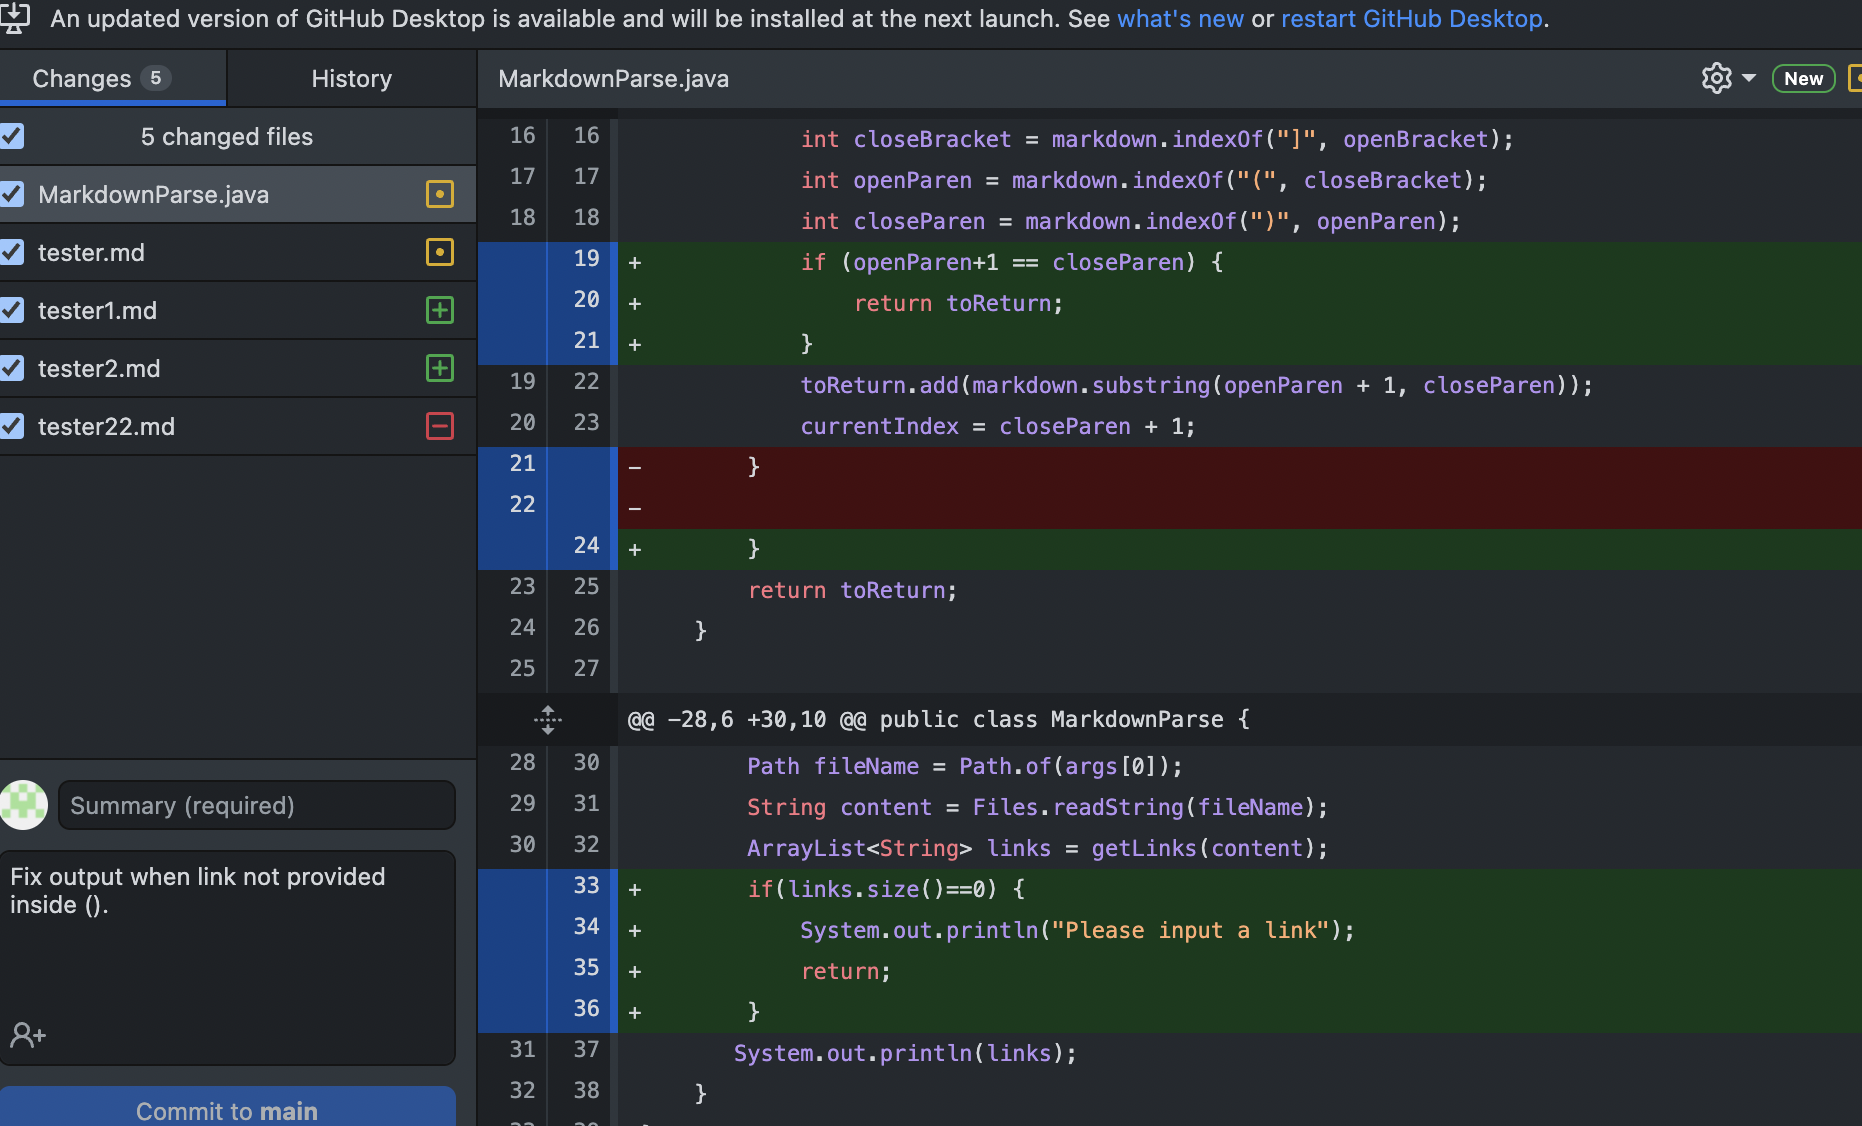 An updated version of GitHub Desktop is available and will be installed at the next launch. See what's new or restart GitHub Desktop.
Changes 5
History
MarkdownParse.java
New
5 changed files
MarkdownParse.java
tester.md
tester1.md
tester2.md
tester22.md
Summary (required)
Fix output when link not provided
inside ().
Commit to main
16 16 int closeBracket = markdown.indexOf("]", openBracket);
17 17 int openParen = markdown.indexOf("(", closeBracket);
18 18 int closeParen = markdown.indexOf(")", openParen);
19 + if (openParen+1 == closeParen) {
20 + return toReturn;
21 + }
19 22 toReturn.add(markdown.substring(openParen + 1, closeParen));
20 23 currentIndex = closeParen + 1;
21 - }
22 -
24 + }
23 25 return toReturn;
24 26 }
25 27
@@ -28,6 +30,10 @@ public class MarkdownParse {
28 30 Path fileName = Path.of(args[0]);
29 31 String content = Files.readString(fileName);
30 32 ArrayList<String> links = getLinks(content);
33 + if(links.size()==0) {
34 + System.out.println("Please input a link");
35 + return;
36 + }
31 37 System.out.println(links);
32 38 }